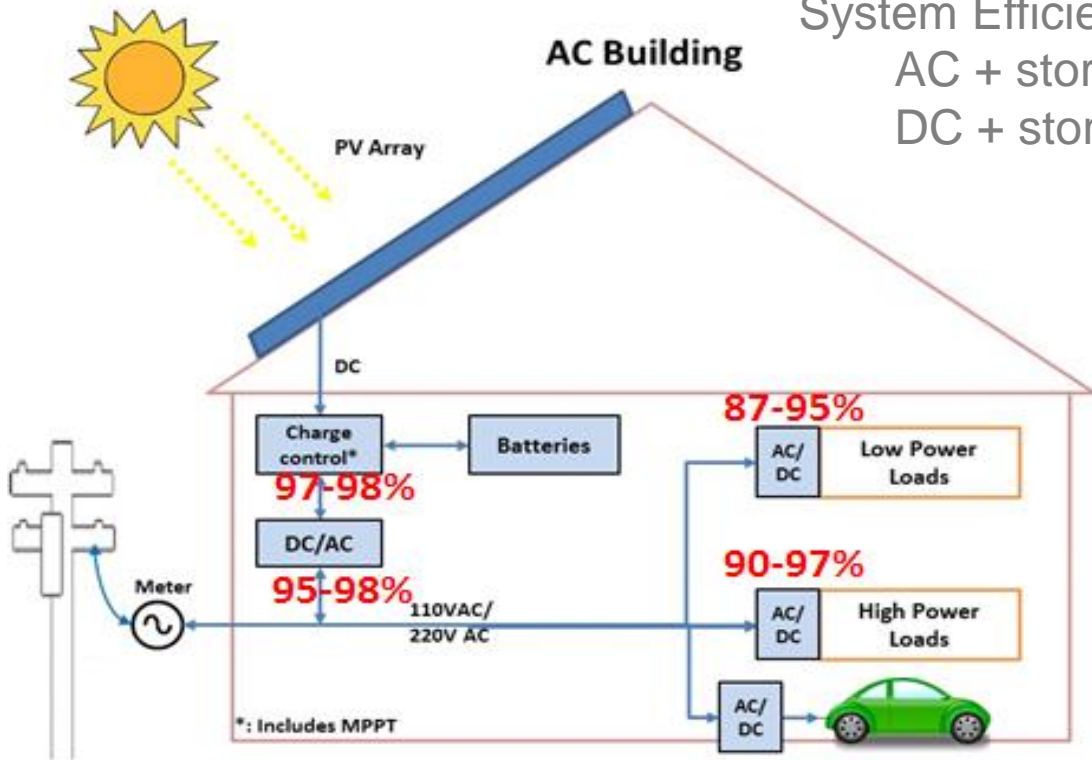 System Efficie
AC + stor
DC + stor
AC Building
PV Array
DC
Charge
control*
Batteries
97-98%
DC/AC
95-98%
Meter
110VAC/
220V AC
87-95%
AC/
DC
Low Power
Loads
90-97%
AC/
DC
High Power
Loads
AC/
DC
*: Includes MPPT